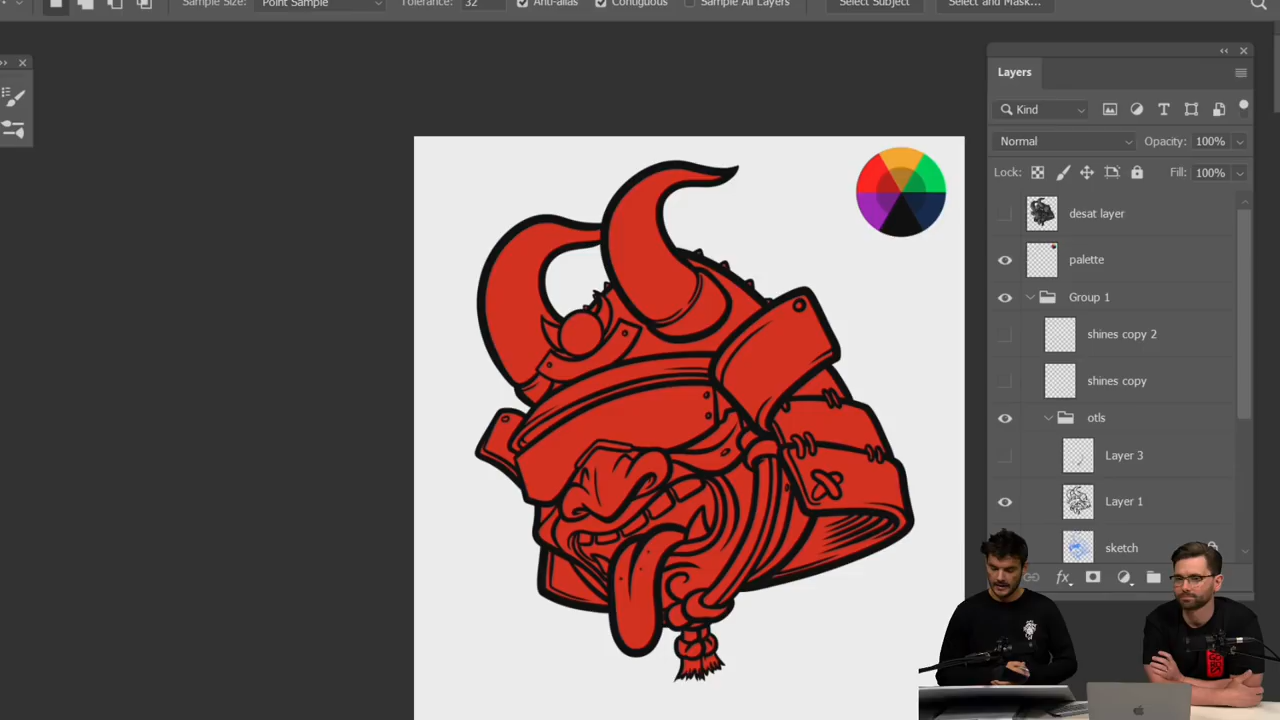 Sample Size: Point Sample Tolerance: 32 Anti-alias Contiguous Sample All Layers Select Subject Select and Mask...
Layers
Kind
Normal Opacity: 100%
Lock: Fill: 100%
desat layer
palette
Group 1
shines copy 2
shines copy
otls
Layer 3
Layer 1
sketch
fx